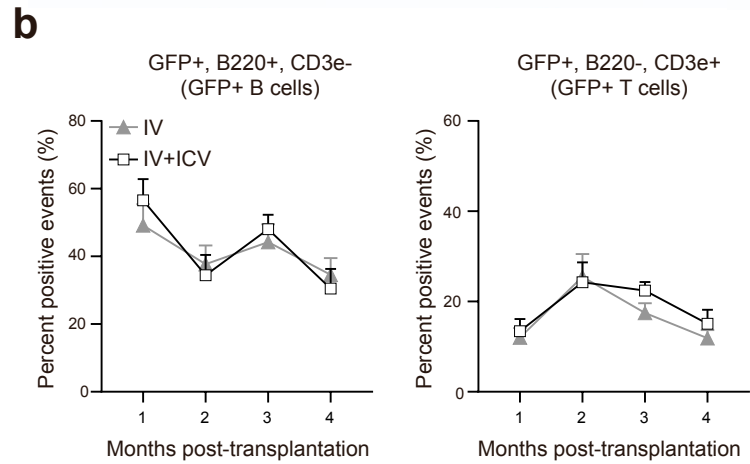 b
GFP+, B220+, CD3e-
(GFP+ B cells)
Percent positive events (%)
80
60
40
20
0
IV
IV+ICV
1 2 3 4
Months post-transplantation
GFP+, B220-, CD3e+
(GFP+ T cells)
Percent positive events (%)
60
40
20
0
1 2 3 4
Months post-transplantation